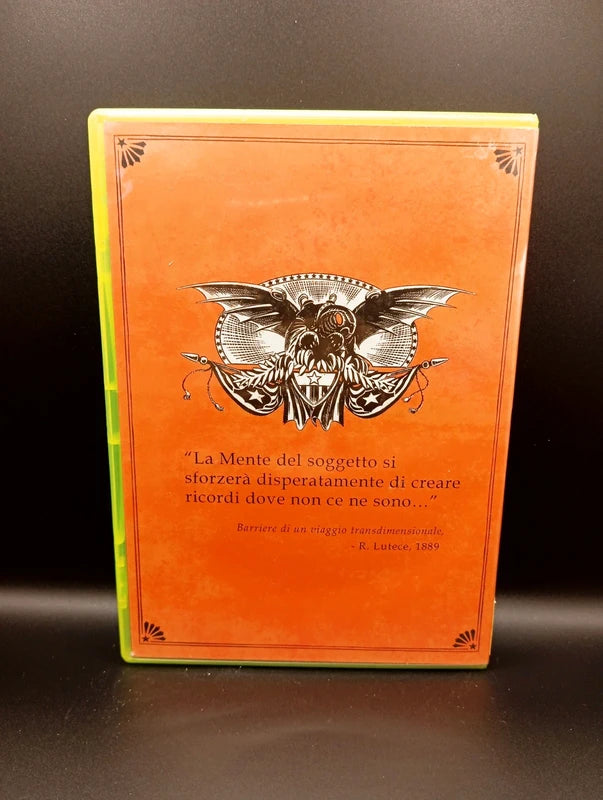 “La Mente del soggetto si
sforzerà disperatamente di creare
ricordi dove non ce ne sono...”
Barriere di un viaggio transdimensionale,
- R. Lutece, 1889